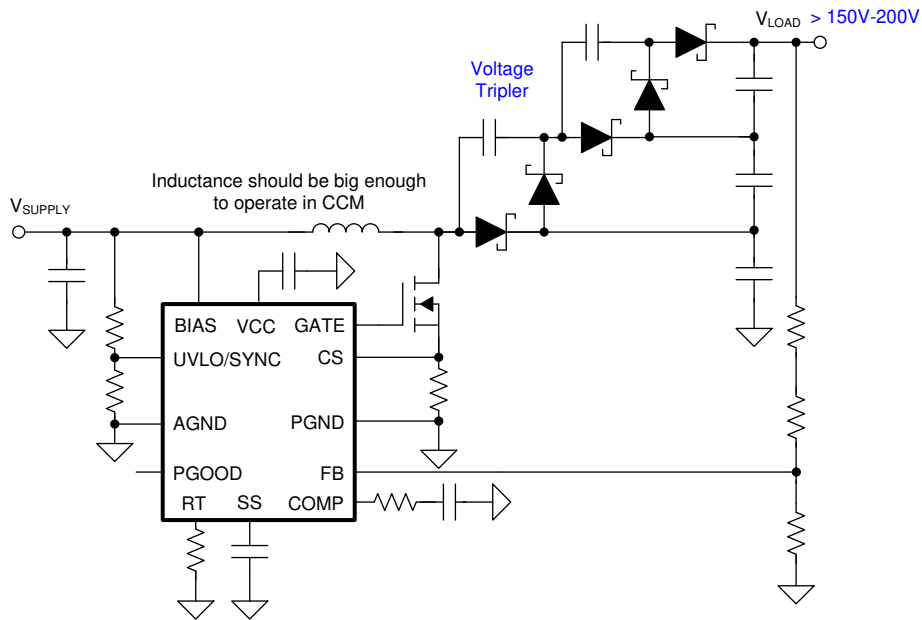 VLOAD > 150V-200V
Voltage
Tripler
Inductance should be big enough
to operate in CCM
VSUPPLY
BIAS VCC GATE
UVLO/SYNC CS
AGND PGND
PGOOD FB
RT SS COMP